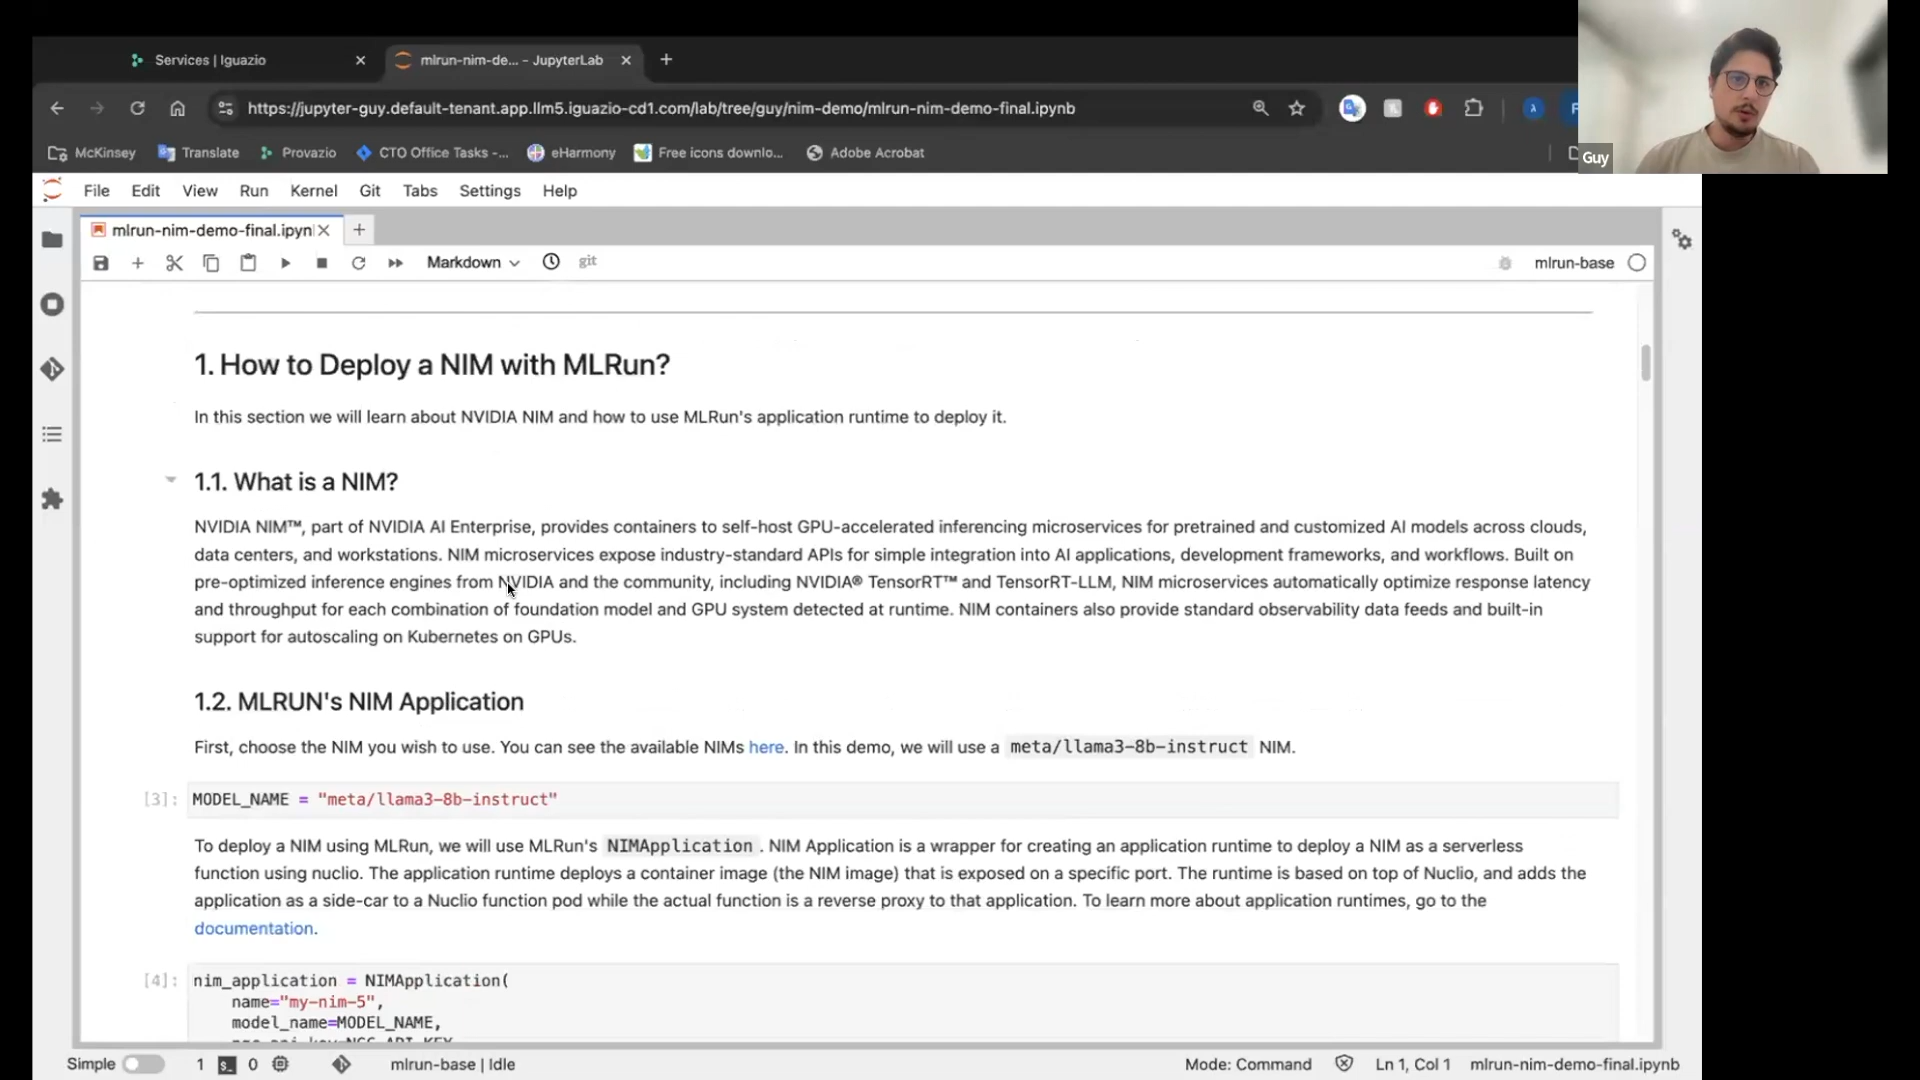 Services | Iguazio
mlrun-nim-de... - JupyterLab
https://jupyter-guy.default-tenant.app.llm5.iguazio-cd1.com/lab/tree/guy/nim-demo/mlrun-nim-demo-final.ipynb
McKinsey Translate Provazio CTO Office Tasks -... eHarmony Free icons downlo... Adobe Acrobat
Guy
File Edit View Run Kernel Git Tabs Settings Help
mlrun-nim-demo-final.ipyn
Markdown git mlrun-base
1. How to Deploy a NIM with MLRun?
In this section we will learn about NVIDIA NIM and how to use MLRun's application runtime to deploy it.
1.1. What is a NIM?
NVIDIA NIM™, part of NVIDIA AI Enterprise, provides containers to self-host GPU-accelerated inferencing microservices for pretrained and customized AI models across clouds,
data centers, and workstations. NIM microservices expose industry-standard APIs for simple integration into AI applications, development frameworks, and workflows. Built on
pre-optimized inference engines from NVIDIA and the community, including NVIDIA® TensorRT™ and TensorRT-LLM, NIM microservices automatically optimize response latency
and throughput for each combination of foundation model and GPU system detected at runtime. NIM containers also provide standard observability data feeds and built-in
support for autoscaling on Kubernetes on GPUs.
1.2. MLRUN's NIM Application
First, choose the NIM you wish to use. You can see the available NIMs here. In this demo, we will use a meta/llama3-8b-instruct NIM.
[3]: MODEL_NAME = "meta/llama3-8b-instruct"
To deploy a NIM using MLRun, we will use MLRun's NIMApplication . NIM Application is a wrapper for creating an application runtime to deploy a NIM as a serverless
function using nuclio. The application runtime deploys a container image (the NIM image) that is exposed on a specific port. The runtime is based on top of Nuclio, and adds the
application as a side-car to a Nuclio function pod while the actual function is a reverse proxy to that application. To learn more about application runtimes, go to the
documentation.
[4]: nim_application = NIMApplication(
name="my-nim-5",
model_name=MODEL_NAME,
Simple 1 0 mlrun-base | Idle Mode: Command Ln 1, Col 1 mlrun-nim-demo-final.ipynb